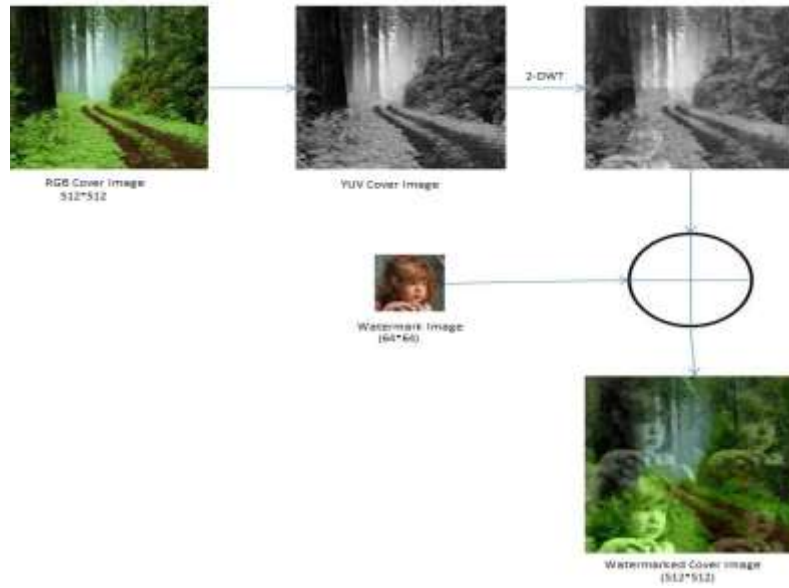 2-DWT
RGB Cover Image
512*512
YUV Cover Image
Watermark Image
(64*64)
Watermarked Cover Image
(512*512)